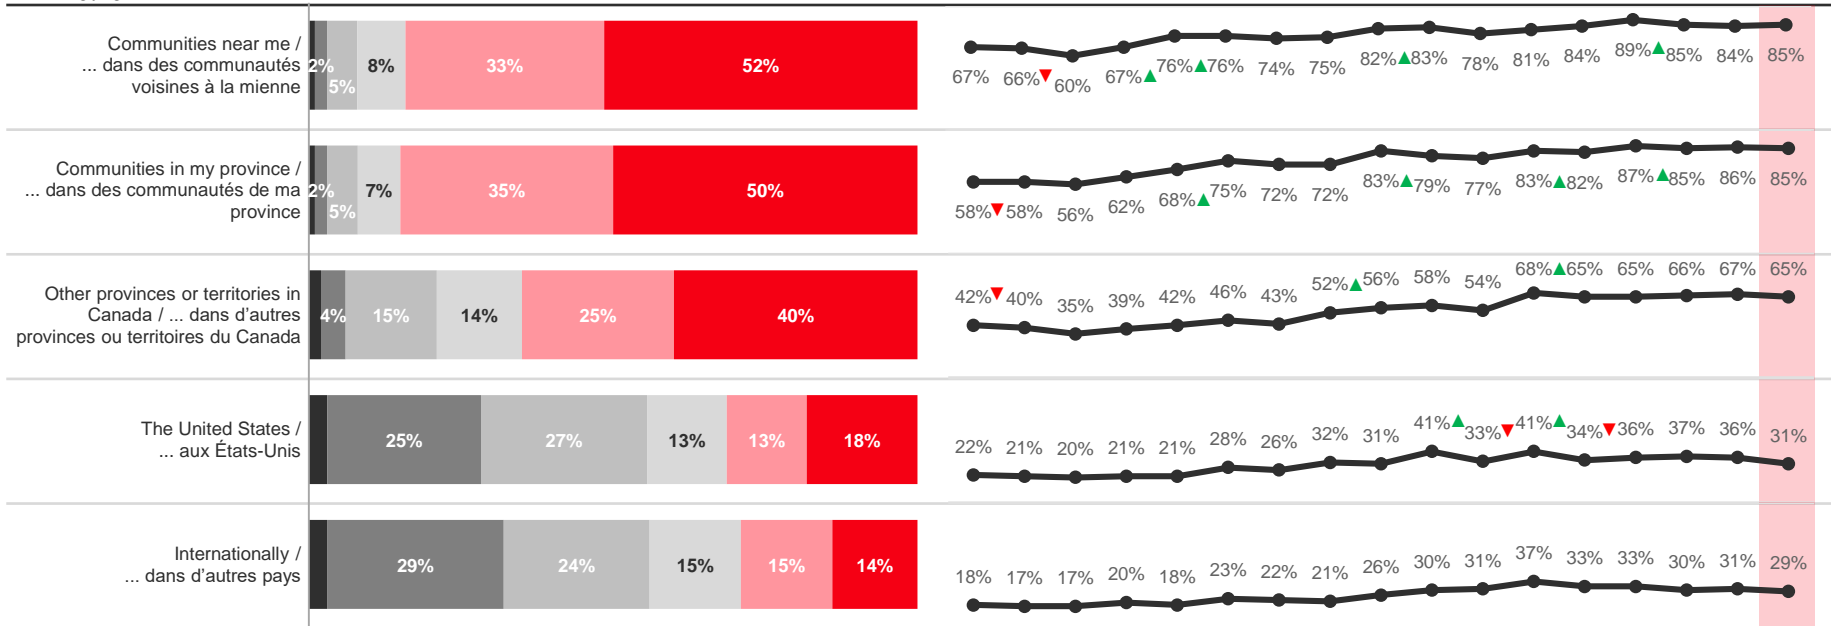 Communities near me /
... dans des communautés
voisines à la mienne
2%
5%
8%
33%
52%
67% 66%▼60% 67%▲76%▲76% 74% 75% 82%▲83% 78% 81% 84% 89%▲85% 84% 85%
Communities in my province /
... dans des communautés de ma
province
2%
5%
7%
35%
50%
58%▼58% 56% 62% 68%▲75% 72% 72% 83%▲79% 77% 83%▲82% 87%▲85% 86% 85%
Other provinces or territories in
Canada / ... dans d'autres
provinces ou territoires du Canada
4%
15%
14%
25%
40%
42%▼40% 35% 39% 42% 46% 43% 52%▲56% 58% 54% 68%▲65% 65% 66% 67% 65%
The United States /
... aux États-Unis
25%
27%
13%
13%
18%
22% 21% 20% 21% 21% 28% 26% 32% 31% 41%▲33%▼41%▲34%▼36% 37% 36% 31%
Internationally /
... dans d'autres pays
29%
24%
15%
15%
14%
18% 17% 17% 20% 18% 23% 22% 21% 26% 30% 31% 37% 33% 33% 30% 31% 29%